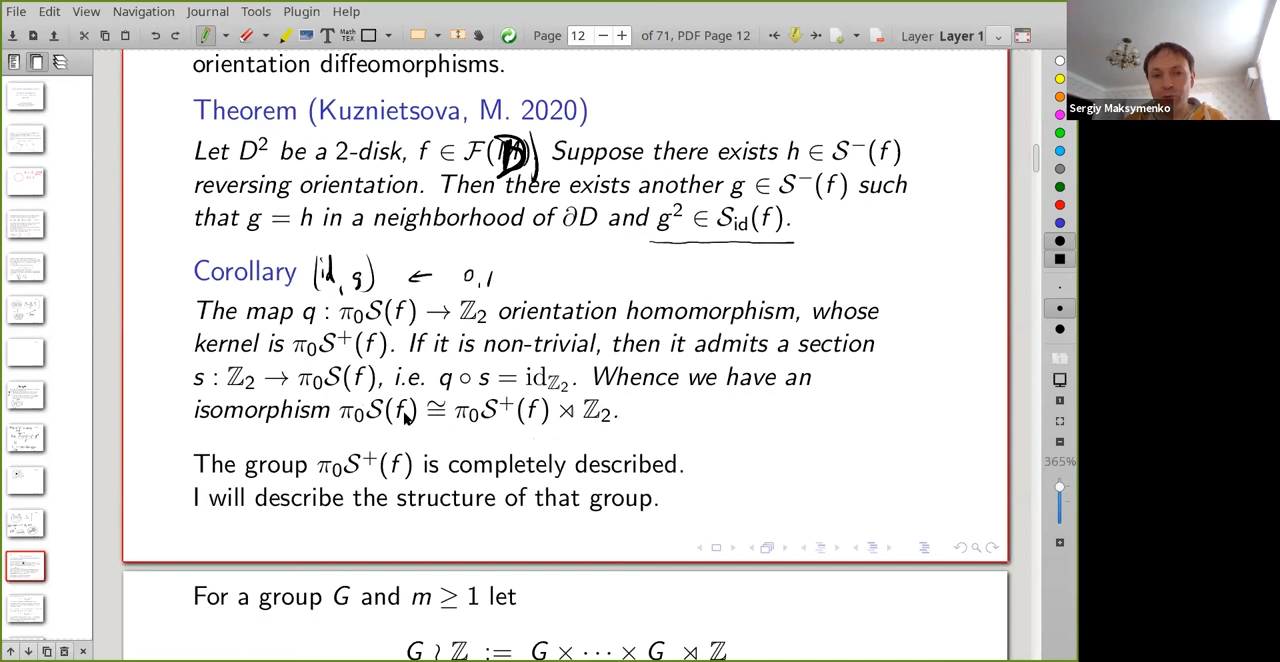 File Edit View Navigation Journal Tools Plugin Help
T Math TEX Page 12 − + of 71, PDF Page 12 Layer Layer 1
Sergiy Maksymenko
orientation diffeomorphisms.
Theorem (Kuznietsova, M. 2020)
Let D² be a 2-disk, f ∈ F(D). Suppose there exists h ∈ S⁻(f)
reversing orientation. Then there exists another g ∈ S⁻(f) such
that g = h in a neighborhood of ∂D and g² ∈ S_id(f).
Corollary (id, g) ← 0,1
The map q : π₀S(f) → ℤ₂ orientation homomorphism, whose
kernel is π₀S⁺(f). If it is non-trivial, then it admits a section
s : ℤ₂ → π₀S(f), i.e. q ∘ s = id_ℤ₂. Whence we have an
isomorphism π₀S(f) ≅ π₀S⁺(f) ⋊ ℤ₂.
The group π₀S⁺(f) is completely described.
I will describe the structure of that group.
365%
For a group G and m ≥ 1 let
G ≀ ℤ := G × ··· × G ⋊ ℤ